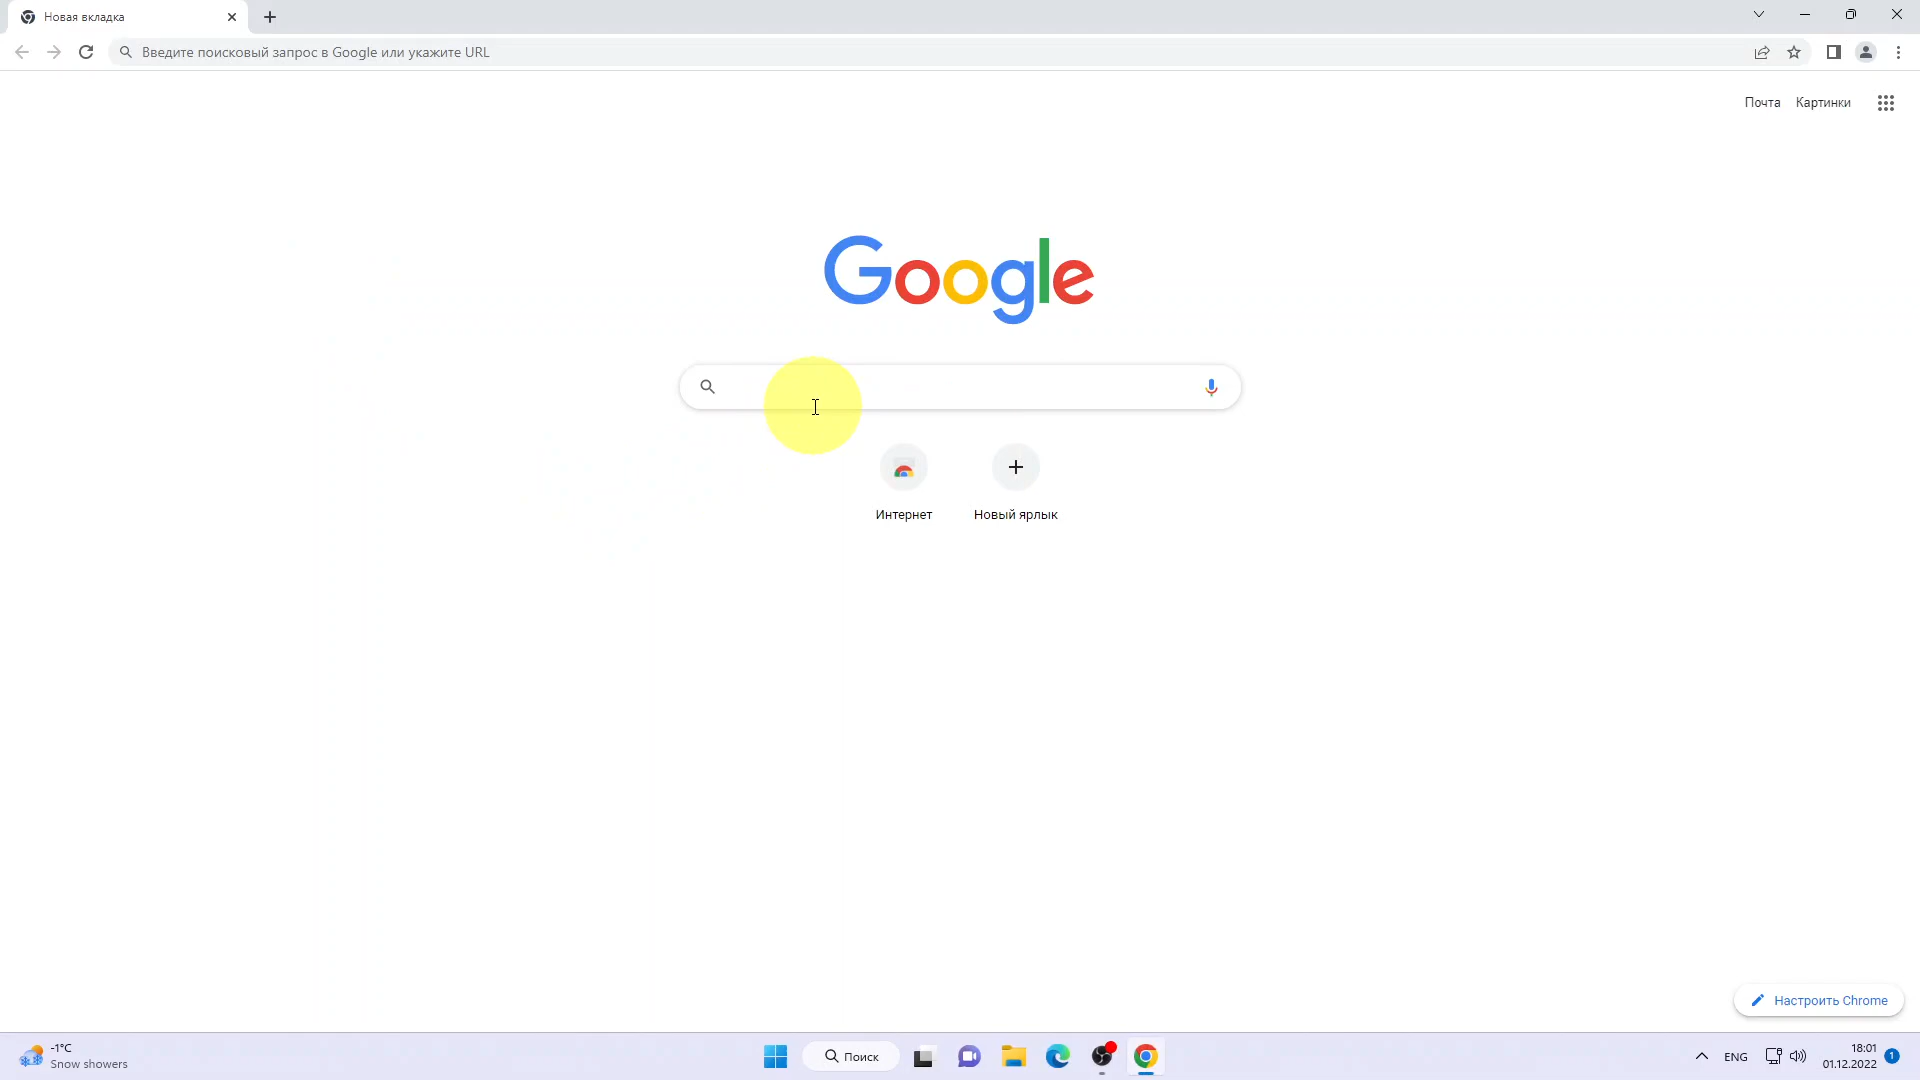 Новая вкладка
Введите поисковый запрос в Google или укажите URL
Почта Картинки
Google
Интернет
Новый ярлык
Настроить Chrome
-1°C
Snow showers
Поиск
ENG
18:01
01.12.2022
1